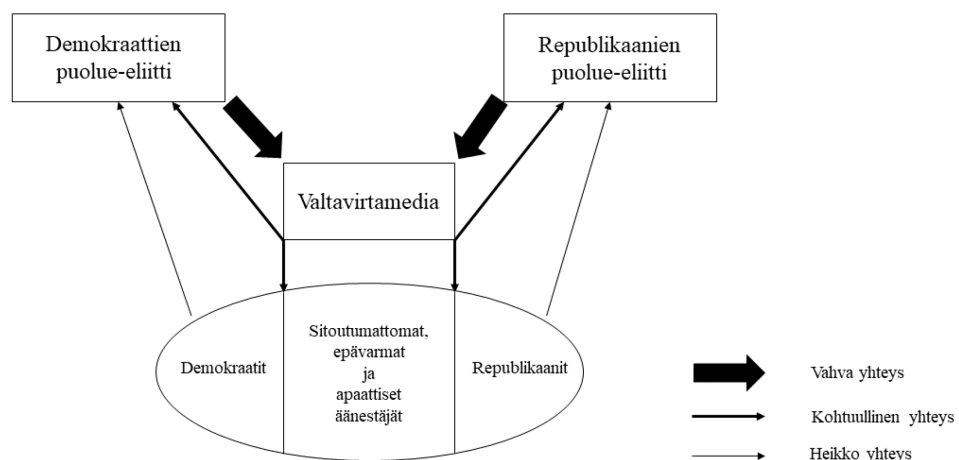 Demokraattien
puolue-eliitti
Republikaanien
puolue-eliitti
Valtavirtamedia
Demokraatit
Sitoutumattomat,
epävarmat
ja
apaattiset
äänestäjät
Republikaanit
Vahva yhteys
Kohtuullinen yhteys
Heikko yhteys